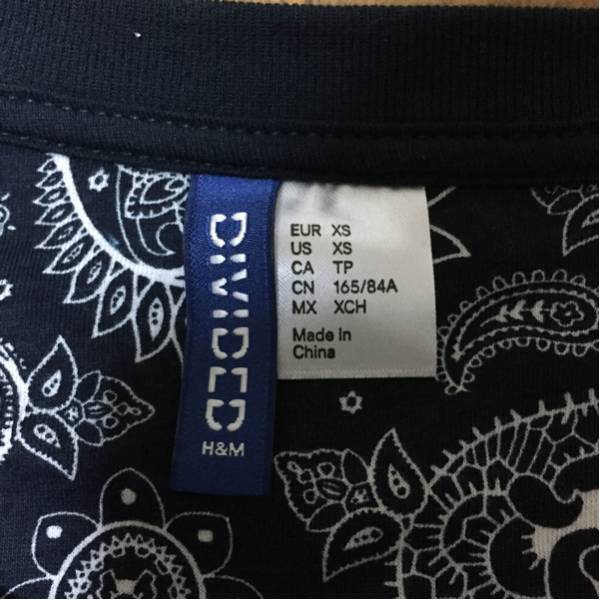 DIVIDED
H&M
EUR XS
US XS
CA TP
CN 165/84A
MX XCH
Made in
China